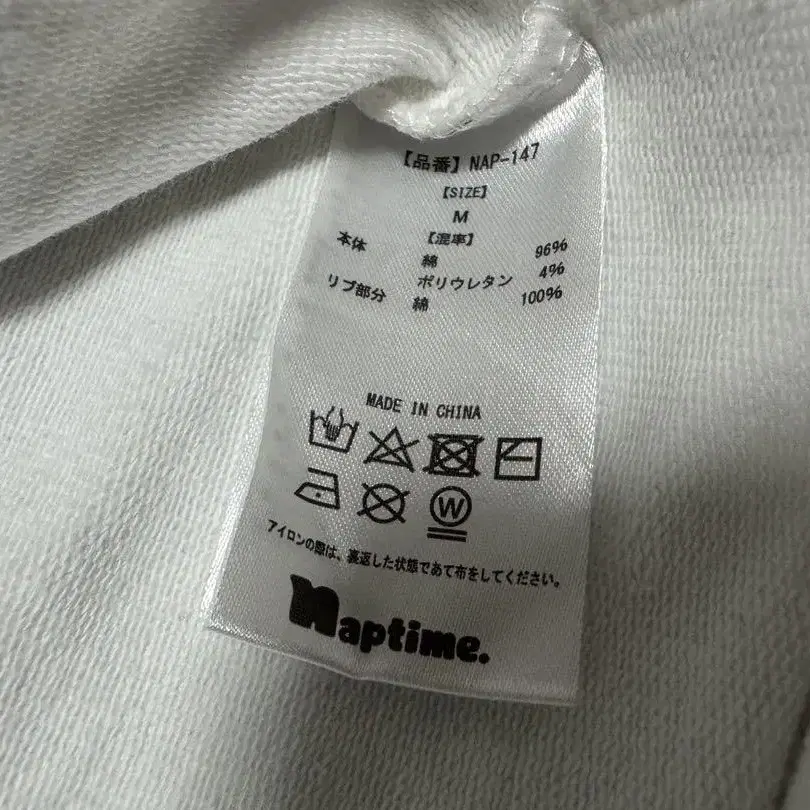 【品番】NAP-147
【SIZE】
M
【混率】
本体 綿 96%
ポリウレタン 4%
リブ部分 綿 100%
MADE IN CHINA
W
アイロンの際は、裏返した状態であて布をしてください。
Naptime.